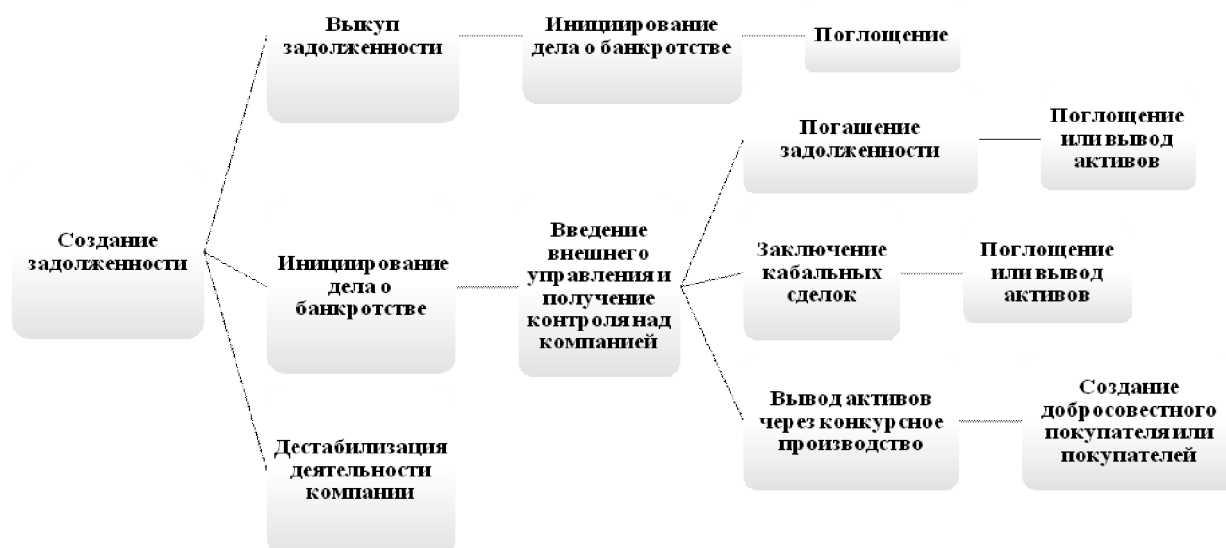 Выкуп
задолженности
Инициирование
дела о банкротстве
Поглощение
Погашение
задолженности
Поглощение
или вывод
активов
Создание
задолженности
Инициирование
дела о
банкротстве
Введение
внешнего
управления и
получение
контроля над
компанией
Заключение
кабальных
сделок
Поглощение
или вывод
активов
Вывод активов
через конкурсное
производство
Создание
добросовестного
покупателя или
покупателей
Дестабилизация
деятельности
компании